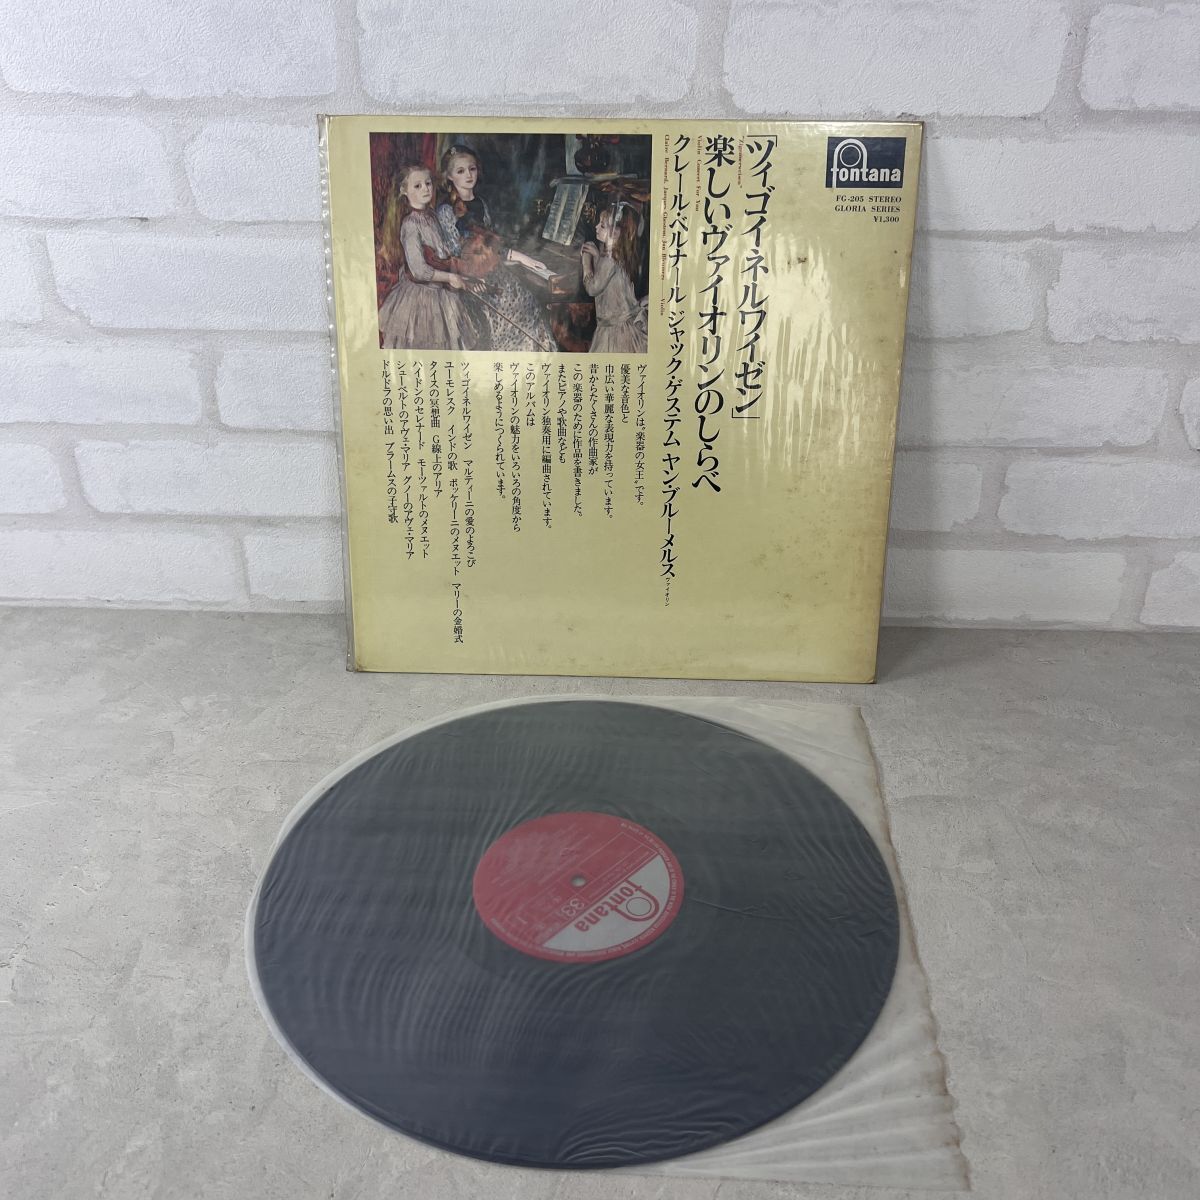 fontana
FG-205 STEREO
GLORIA SERIES
¥1,300
「ツィゴイネルワイゼン」
"Zigeunerweisen"
楽しいヴァイオリンのしらべ
Violin Concert For You
クレール・ベルナール ジャック・ゲステム ヤン・ブルーメルス ヴァイオリン
Claire Bernard, Jacques Ghestem, Jan Bloemers Violin
ヴァイオリンは“楽器の女王”です。
優美な音色と
巾広い華麗な表現力を持っています。
昔からたくさんの作曲家が
この楽器のために作品を書きました。
またピアノや歌曲なども
ヴァイオリン独奏用に編曲されています。
このアルバムは
ヴァイオリンの魅力をいろいろの角度から
楽しめるようにつくられています。
ツィゴイネルワイゼン マルティーニの愛のよろこび
ユーモレスク インドの歌 ボッケリーニのメヌエット マリーの金婚式
タイスの冥想曲 G線上のアリア
ハイドンのセレナード モーツァルトのメヌエット
シューベルトのアヴェ・マリア グノーのアヴェ・マリア
ドルドラの思い出 ブラームスの子守歌
fontana
33